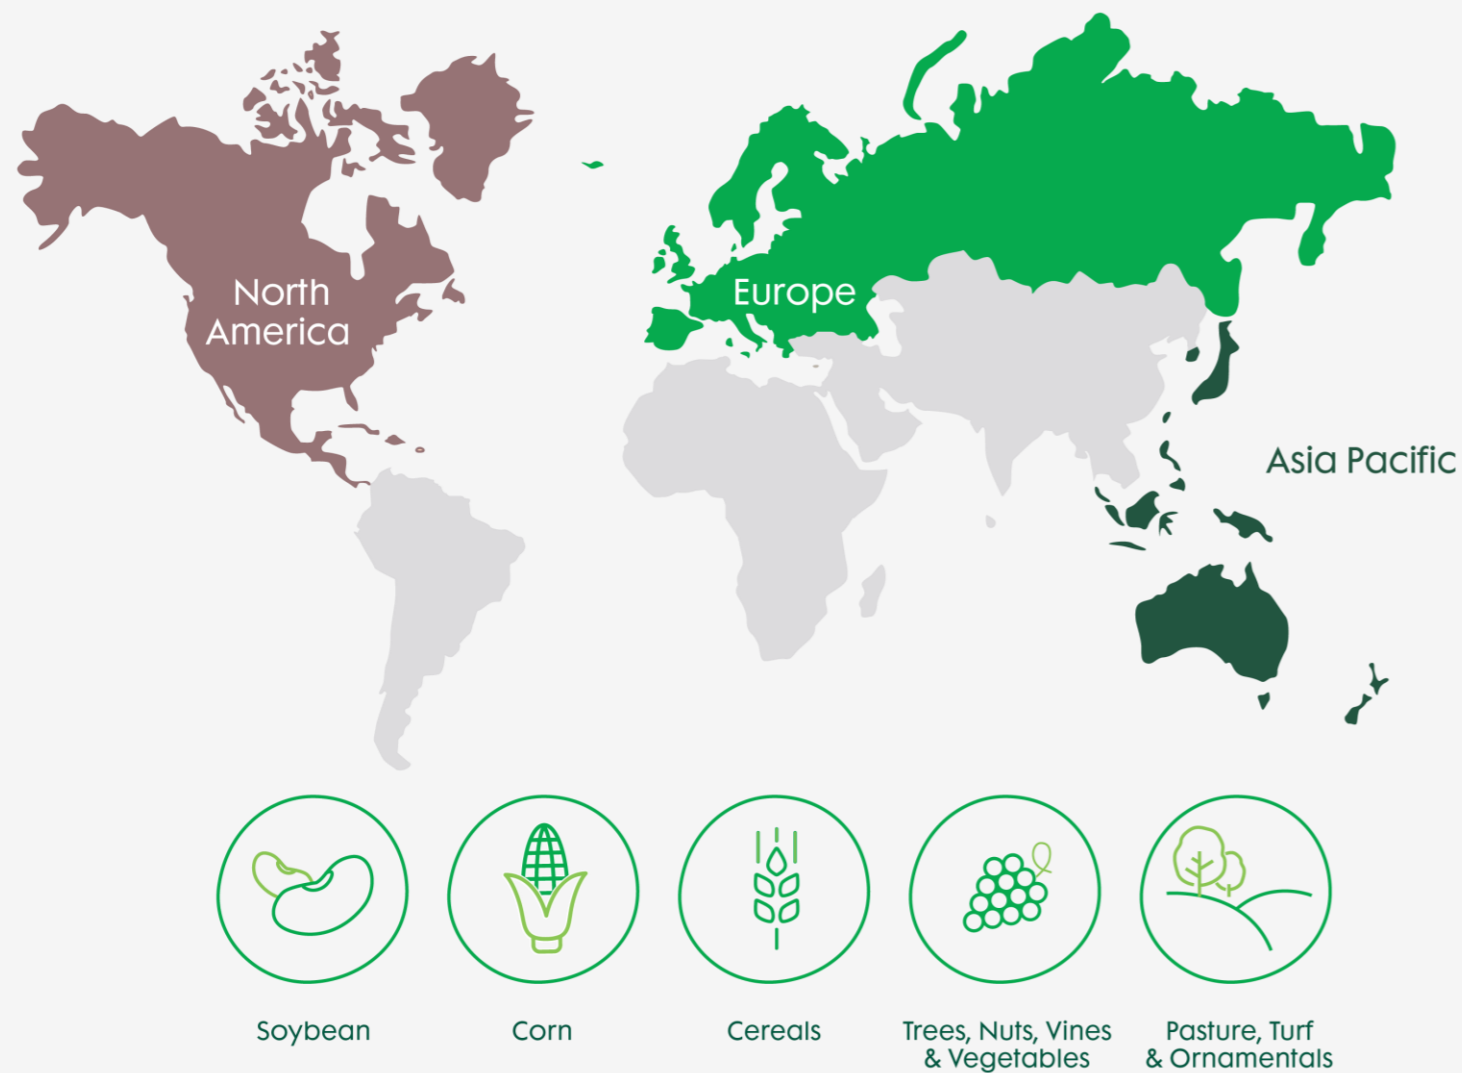 North
America
Europe
Asia Pacific
Soybean
Corn
Cereals
Trees, Nuts, Vines
& Vegetables
Pasture, Turf
& Ornamentals